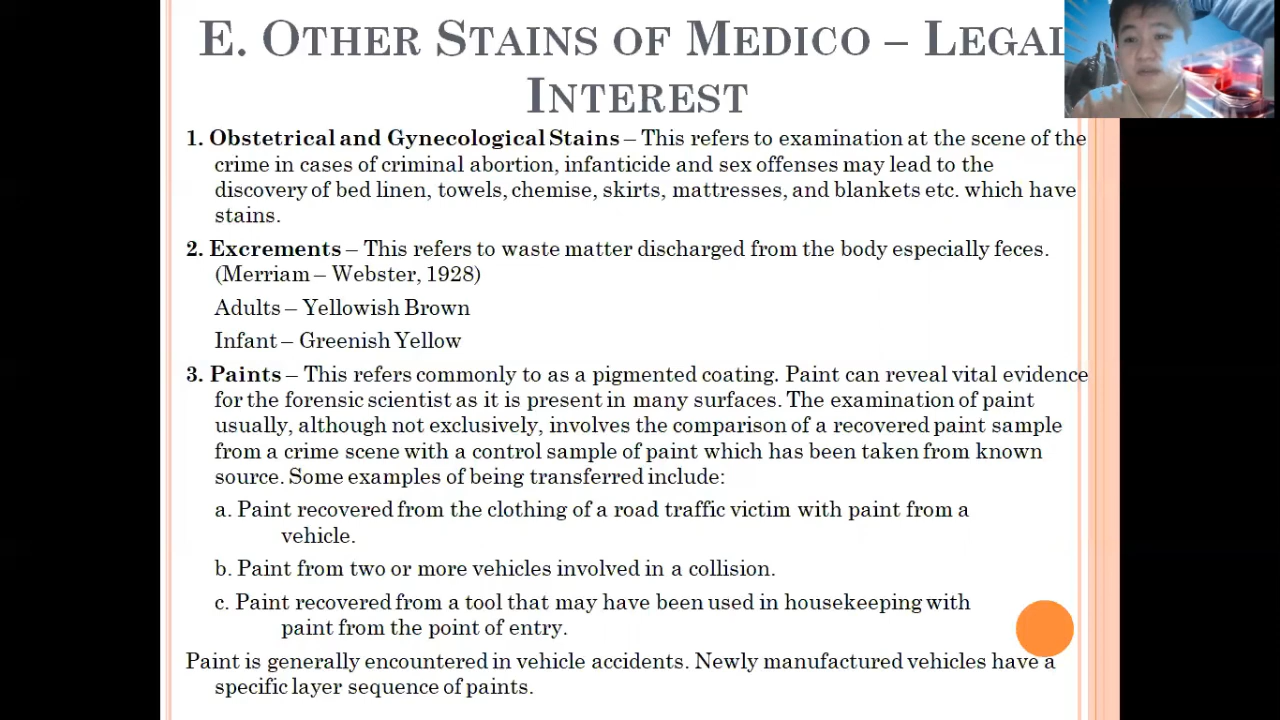 E. OTHER STAINS OF MEDICO – LEGAL
INTEREST
1. Obstetrical and Gynecological Stains – This refers to examination at the scene of the
crime in cases of criminal abortion, infanticide and sex offenses may lead to the
discovery of bed linen, towels, chemise, skirts, mattresses, and blankets etc. which have
stains.
2. Excrements – This refers to waste matter discharged from the body especially feces.
(Merriam – Webster, 1928)
Adults – Yellowish Brown
Infant – Greenish Yellow
3. Paints – This refers commonly to as a pigmented coating. Paint can reveal vital evidence
for the forensic scientist as it is present in many surfaces. The examination of paint
usually, although not exclusively, involves the comparison of a recovered paint sample
from a crime scene with a control sample of paint which has been taken from known
source. Some examples of being transferred include:
a. Paint recovered from the clothing of a road traffic victim with paint from a
vehicle.
b. Paint from two or more vehicles involved in a collision.
c. Paint recovered from a tool that may have been used in housekeeping with
paint from the point of entry.
Paint is generally encountered in vehicle accidents. Newly manufactured vehicles have a
specific layer sequence of paints.